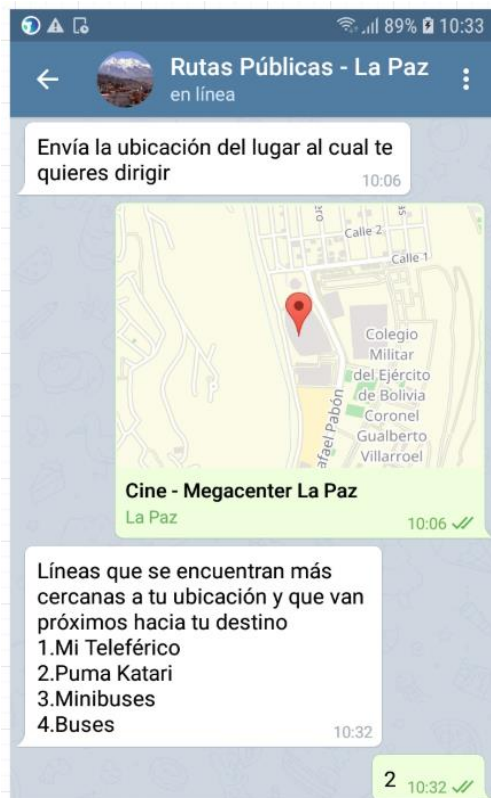 89% 10:33
Rutas Públicas - La Paz
en línea
Envía la ubicación del lugar al cual te
quieres dirigir
10:06
Calle 2
Calle 1
Colegio
Militar
del Ejército
de Bolivia
Coronel
Gualberto
Villarroel
afael Pabón
Cine - Megacenter La Paz
La Paz
10:06
Líneas que se encuentran más
cercanas a tu ubicación y que van
próximos hacia tu destino
1.Mi Teleférico
2.Puma Katari
3.Minibuses
4.Buses
10:32
2 10:32